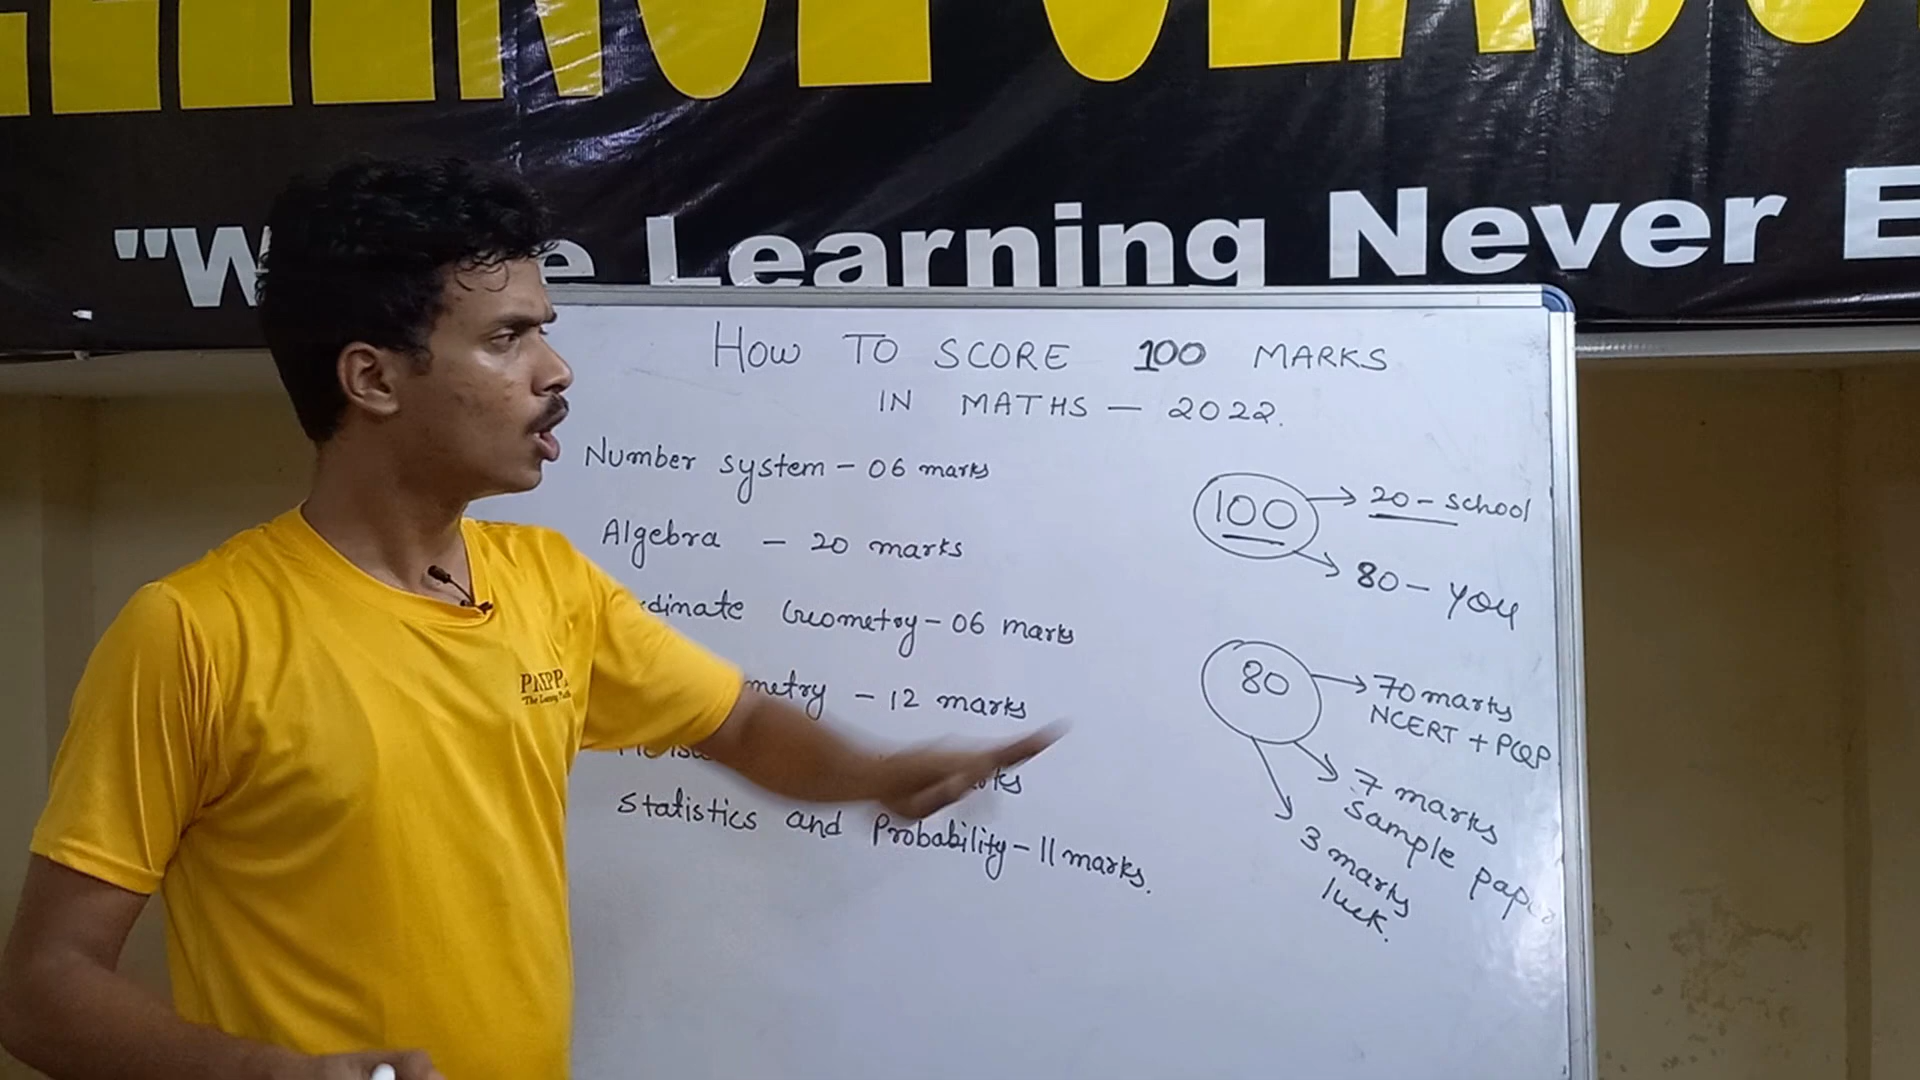 "W e Learning Never E
HOW TO SCORE 100 MARKS
IN MATHS — 2022.
Number system – 06 marks
Algebra – 20 marks
dinate Geometry – 06 marks
metry – 12 marks
rks
Statistics and Probability – 11 marks.
100 → 20 – school
→ 80 – you
80 → 70 marks
NCERT + PQP
→ 7 marks
Sample paper
→ 3 marks
luck.